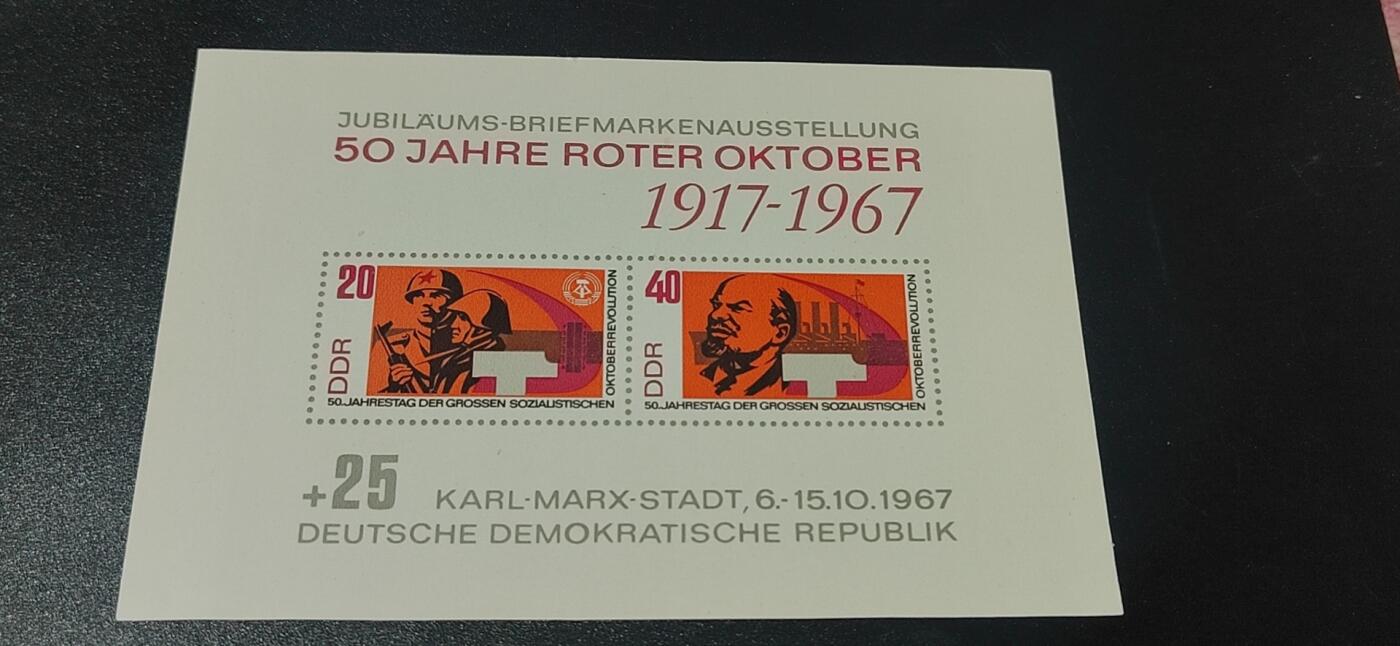 JUBILÄUMS-BRIEFMARKENAUSSTELLUNG
50 JAHRE ROTER OKTOBER
1917-1967
20
DDR
OKTOBERREVOLUTION
50. JAHRESTAG DER GROSSEN SOZIALISTISCHEN
40
DDR
OKTOBERREVOLUTION
50. JAHRESTAG DER GROSSEN SOZIALISTISCHEN
+25
KARL-MARX-STADT, 6.-15.10.1967
DEUTSCHE DEMOKRATISCHE REPUBLIK